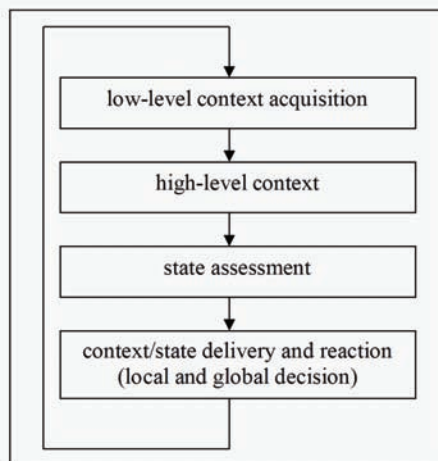 low-level context acquisition
high-level context
state assessment
context/state delivery and reaction
(local and global decision)